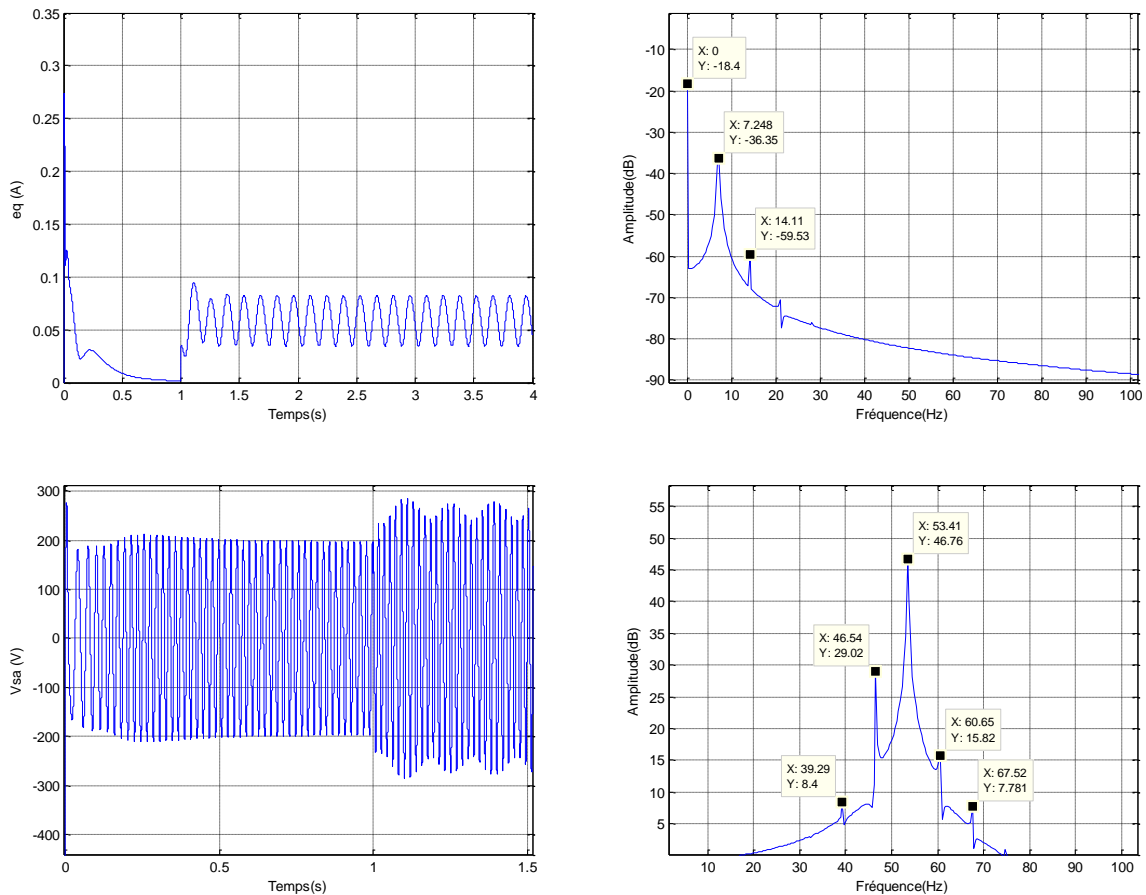 0.35
0.3
0.25
0.2
0.15
0.1
0.05
0
eq (A)
0 0.5 1 1.5 2 2.5 3 3.5 4
Temps(s)
-10
-20
-30
-40
-50
-60
-70
-80
-90
Amplitude(dB)
X: 0
Y: -18.4
X: 7.248
Y: -36.35
X: 14.11
Y: -59.53
0 10 20 30 40 50 60 70 80 90 100
Fréquence(Hz)
300
200
100
0
-100
-200
-300
-400
Vsa (V)
0 0.5 1 1.5
Temps(s)
55
50
45
40
35
30
25
20
15
10
5
Amplitude(dB)
X: 53.41
Y: 46.76
X: 46.54
Y: 29.02
X: 60.65
Y: 15.82
X: 39.29
Y: 8.4
X: 67.52
Y: 7.781
10 20 30 40 50 60 70 80 90 100
Fréquence(Hz)